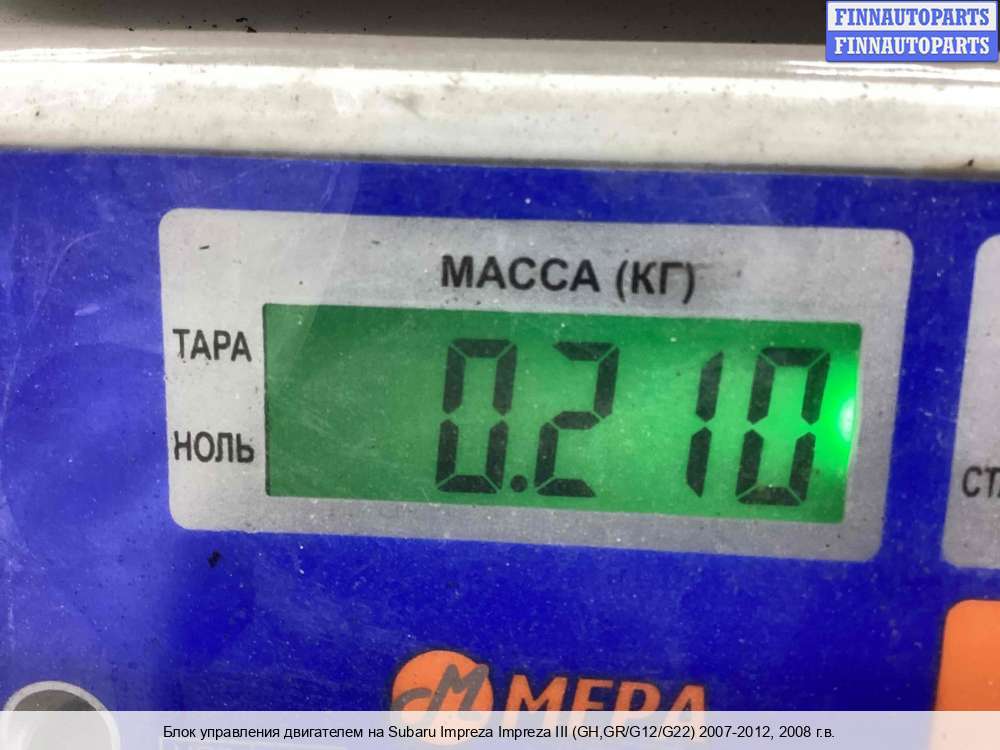 FINNAUTOPARTS
FINNAUTOPARTS
МАССА (КГ)
ТАРА
0.210
НОЛЬ
МЕРА
Блок управления двигателем на Subaru Impreza Impreza III (GH,GR/G12/G22) 2007-2012, 2008 г.в.